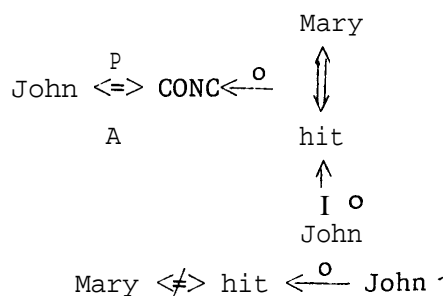 Mary
p
John <=> CONC <— o
A hit
I o
John
Mary <≠> hit <— o John